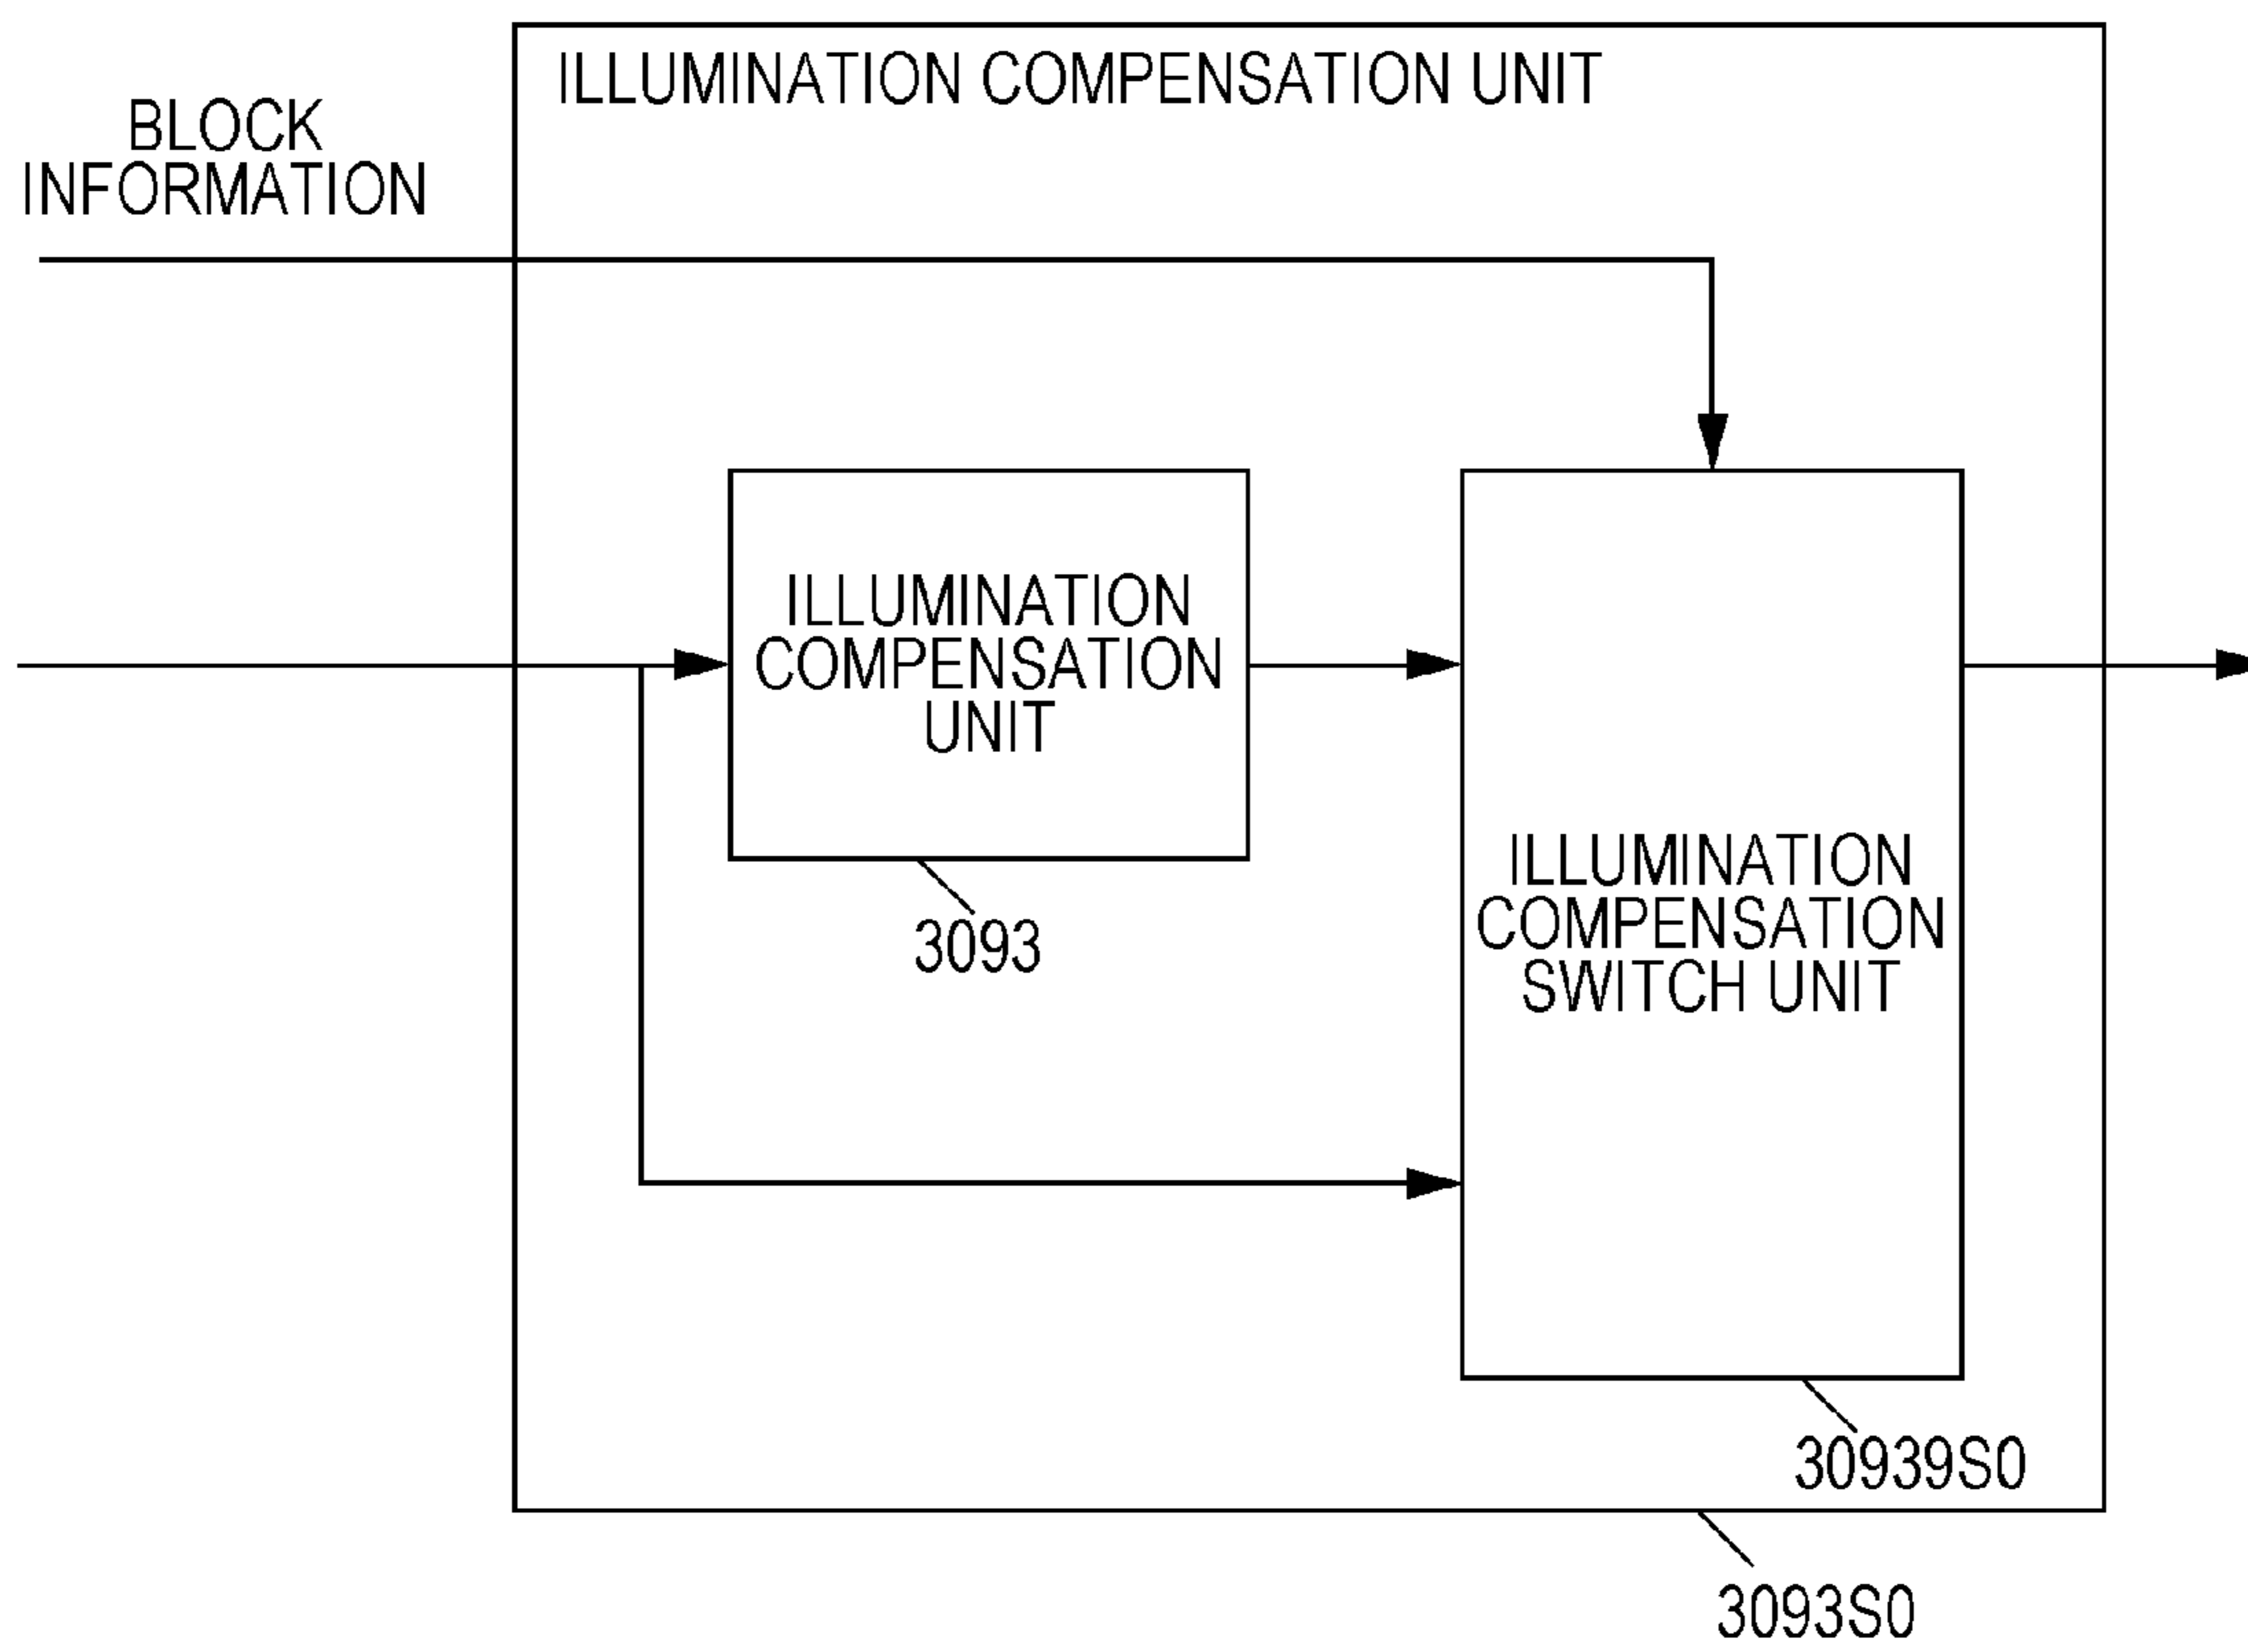 ILLUMINATION COMPENSATION UNIT
BLOCK
INFORMATION
ILLUMINATION
COMPENSATION
UNIT
3093
ILLUMINATION
COMPENSATION
SWITCH UNIT
30939S0
3093S0